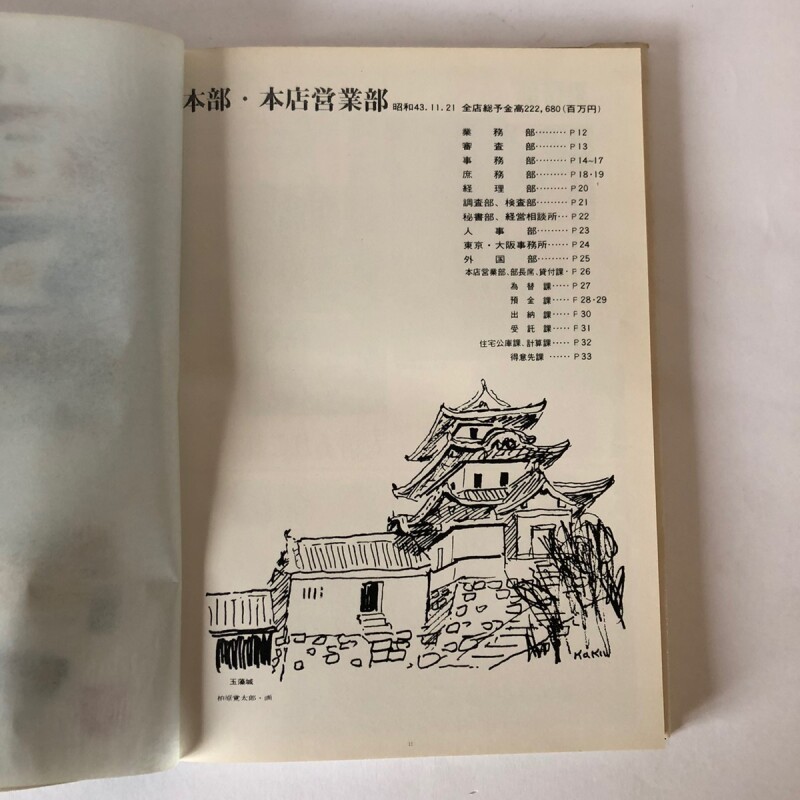 本部・本店営業部 昭和43.11.21 全店総予金高222,680(百万円)
業務部………P12
審査部………P13
事務部………P14~17
庶務部………P18・19
経理部………P20
調査部、検査部………P21
秘書部、経営相談所…P22
人事部………P23
東京・大阪事務所……P24
外国部………P25
本店営業部、部長席、貸付課・P26
為替課……P27
預金課……P28・29
出納課……P30
受託課……P31
住宅公庫課、計算課……P32
得意先課……P33
KaKiW
玉藻城
柏原覚太郎・画
11